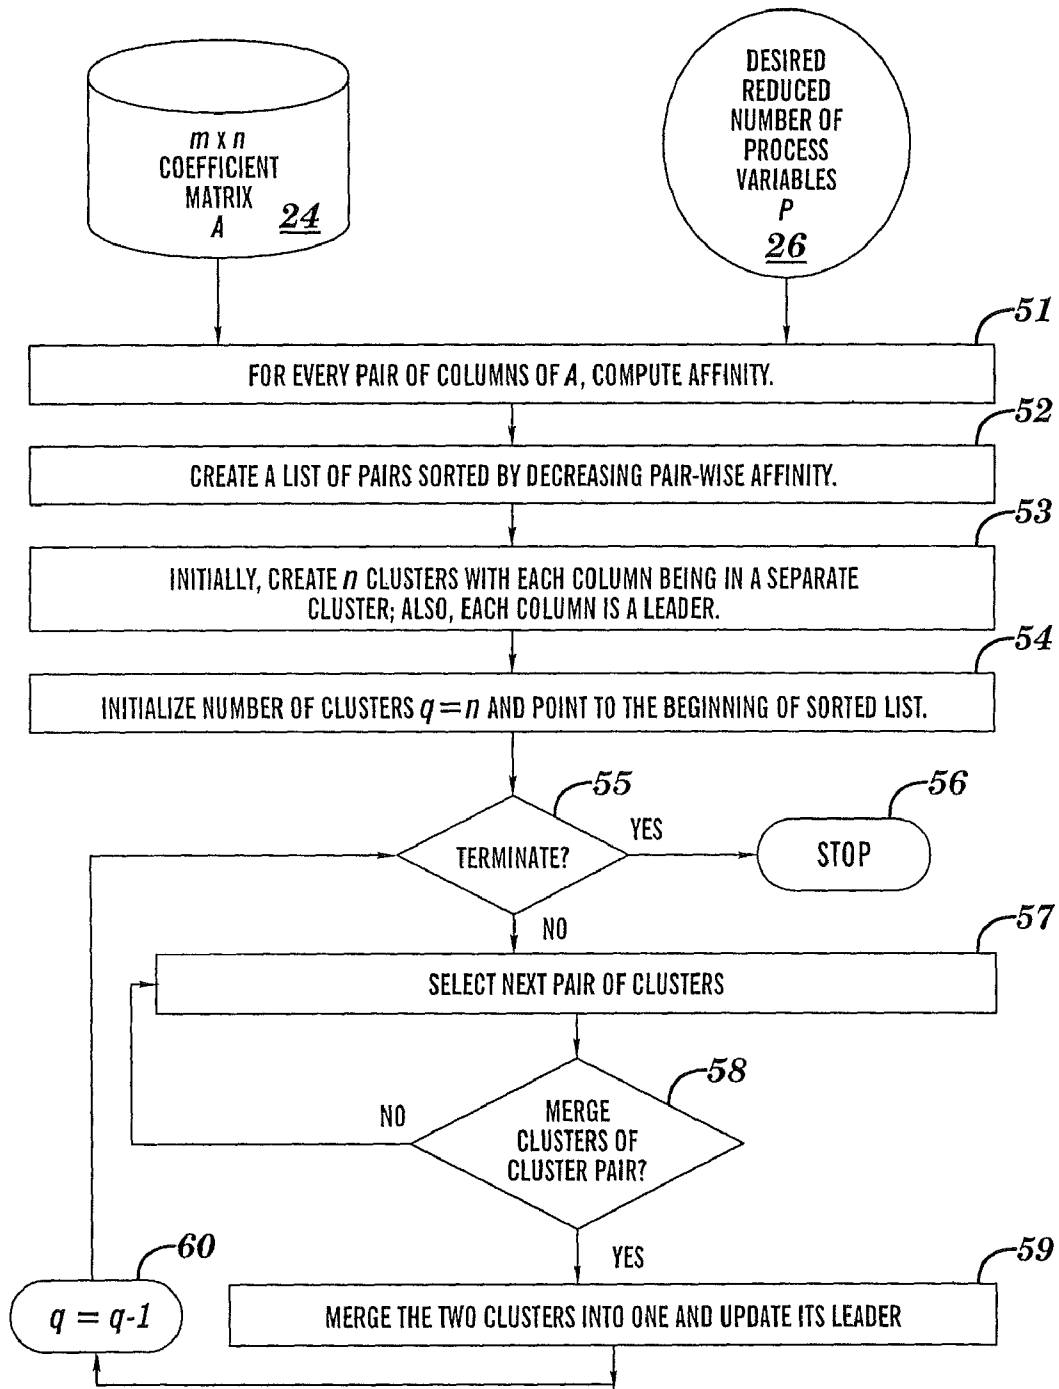 m x n
COEFFICIENT
MATRIX
A
24
DESIRED
REDUCED
NUMBER OF
PROCESS
VARIABLES
P
26
51
FOR EVERY PAIR OF COLUMNS OF A, COMPUTE AFFINITY.
52
CREATE A LIST OF PAIRS SORTED BY DECREASING PAIR-WISE AFFINITY.
53
INITIALLY, CREATE n CLUSTERS WITH EACH COLUMN BEING IN A SEPARATE
CLUSTER; ALSO, EACH COLUMN IS A LEADER.
54
INITIALIZE NUMBER OF CLUSTERS q = n AND POINT TO THE BEGINNING OF SORTED LIST.
55
TERMINATE?
YES
56
STOP
NO
57
SELECT NEXT PAIR OF CLUSTERS
58
MERGE
CLUSTERS OF
CLUSTER PAIR?
NO
YES
59
MERGE THE TWO CLUSTERS INTO ONE AND UPDATE ITS LEADER
60
q = q-1